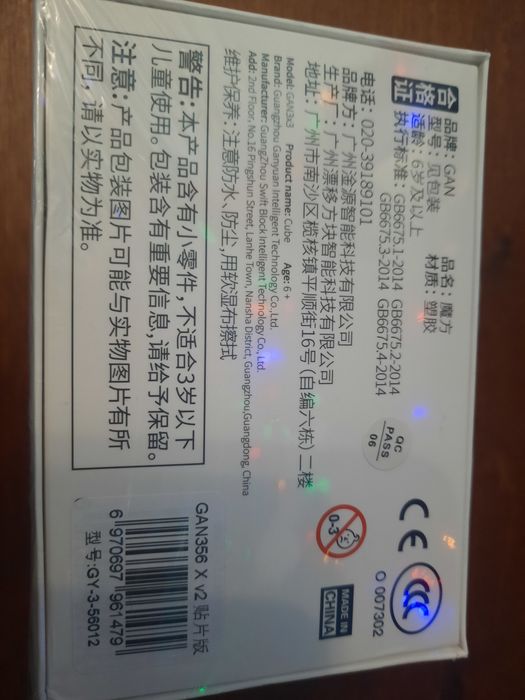 合格证
品牌：GAN 品名：魔方
型号：见包装 材质：塑胶
适龄：6岁及以上
执行标准：GB6675.1-2014 GB6675.2-2014
GB6675.3-2014 GB6675.4-2014
电话：020-39189101
品牌方：广州淦源智能科技有限公司
生产厂：广州漂移方块智能科技有限公司
地址：广州市南沙区榄核镇平顺街16号（自编六栋）二楼
Model: GAN3x3 Product name: Cube Age: 6 +
Brand: Guangzhou Ganyuan Intelligent Technology Co.,Ltd.
Manufacturer: GuangZhou Swift Block Intelligent Technology Co., Ltd.
Add: 2nd Floor, No.16 Pingshun Street, Lanhe Town, Nansha District, Guangzhou,Guangdong, China
维护保养：注意防水、防尘，用软湿布擦拭
警告：本产品含有小零件，不适合3岁以下
儿童使用。包装含有重要信息，请给予保留。
注意：产品包装图片可能与实物图片有所
不同，请以实物为准。
QC
PASS
06
CE
CCC
O 007302
0-3
MADE IN
CHINA
GAN356 X v2 贴片版
6 970697 961479
型号:GY-3-56012